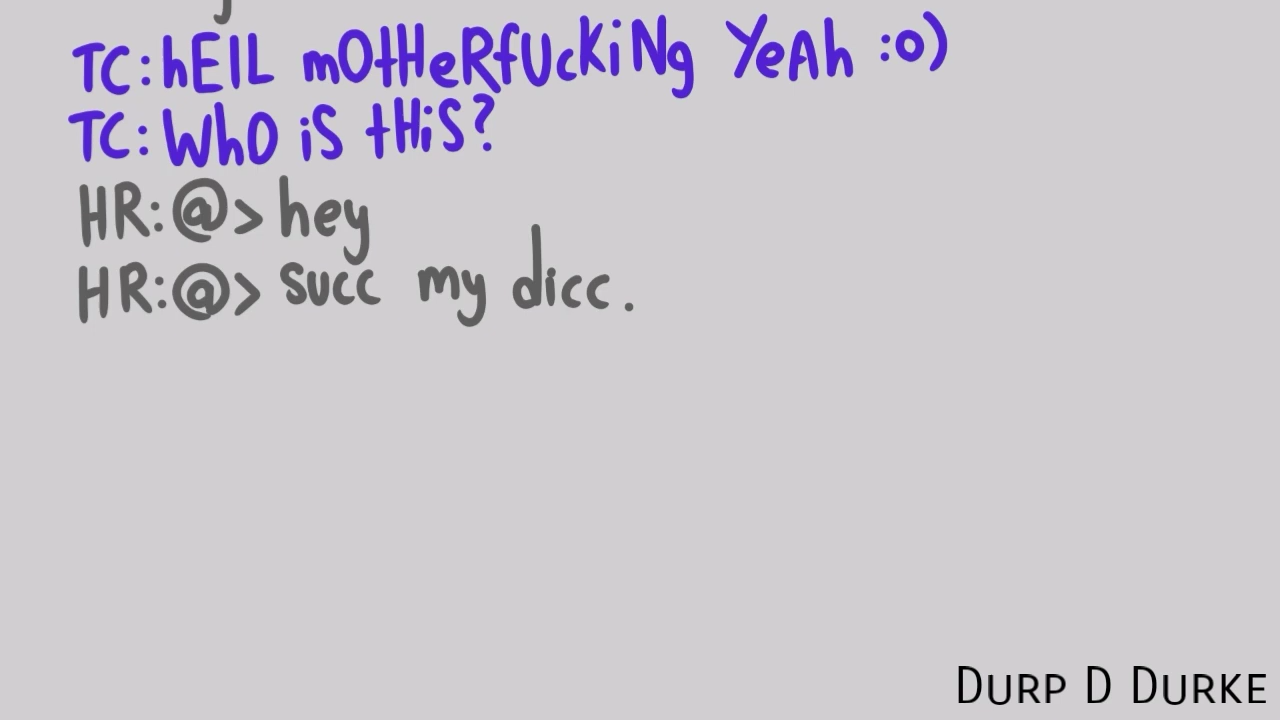 TC:hEIL mOtHeRfUcKiNg YeAh :o)
TC:WhO iS tHiS?
HR:@> hey
HR:@> succ my dicc.
DURP D DURKE